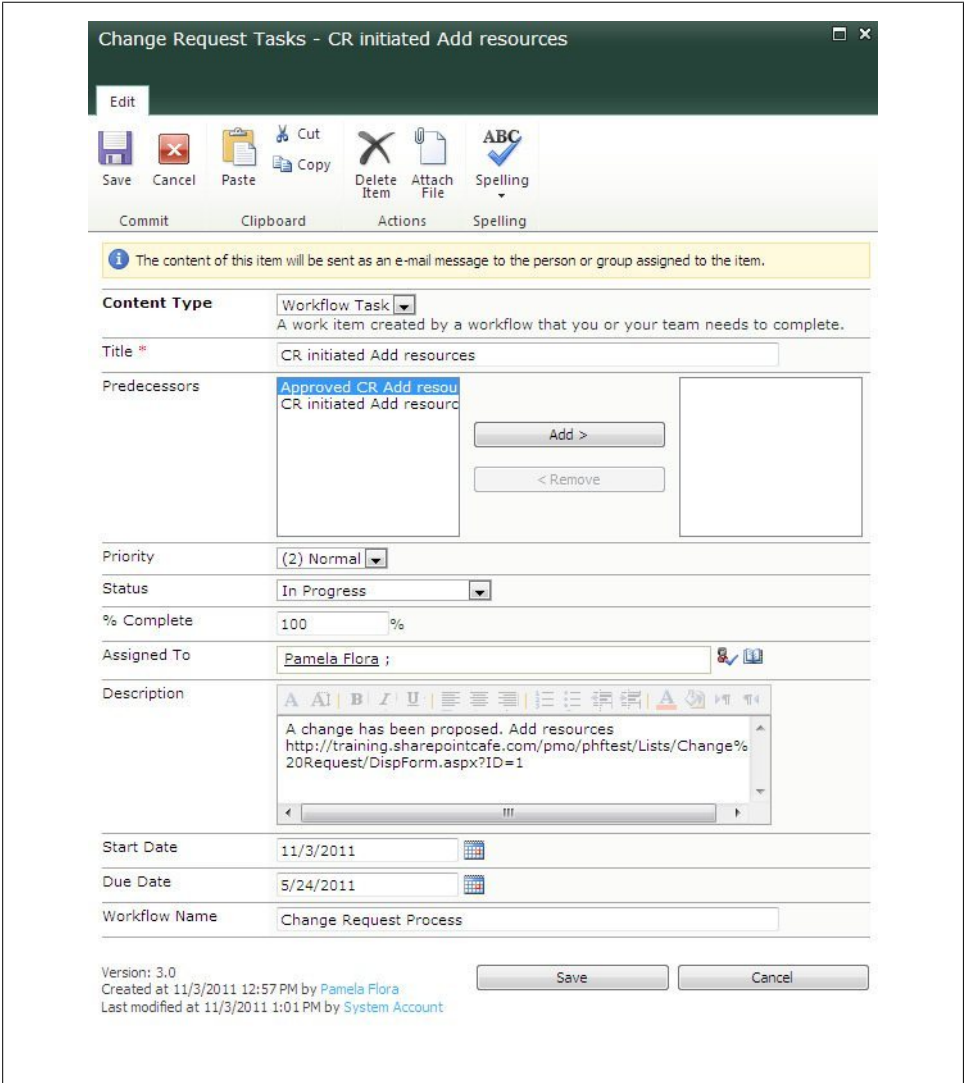 Change Request Tasks - CR initiated Add resources
Edit
Save
Cancel
Paste
Cut
Copy
Delete Item
Attach File
ABC
Spelling
Commit
Clipboard
Actions
Spelling
The content of this item will be sent as an e-mail message to the person or group assigned to the item.
Content Type
Workflow Task
A work item created by a workflow that you or your team needs to complete.
Title *
CR initiated Add resources
Predecessors
Approved CR Add resou
CR initiated Add resourc
Add >
< Remove
Priority
(2) Normal
Status
In Progress
% Complete
100 %
Assigned To
Pamela Flora ;
Description
A AI B I U A
A change has been proposed. Add resources
http://training.sharepointcafe.com/pmo/phftest/Lists/Change%
20Request/DispForm.aspx?ID=1
Start Date
11/3/2011
Due Date
5/24/2011
Workflow Name
Change Request Process
Version: 3.0
Created at 11/3/2011 12:57 PM by Pamela Flora
Last modified at 11/3/2011 1:01 PM by System Account
Save
Cancel